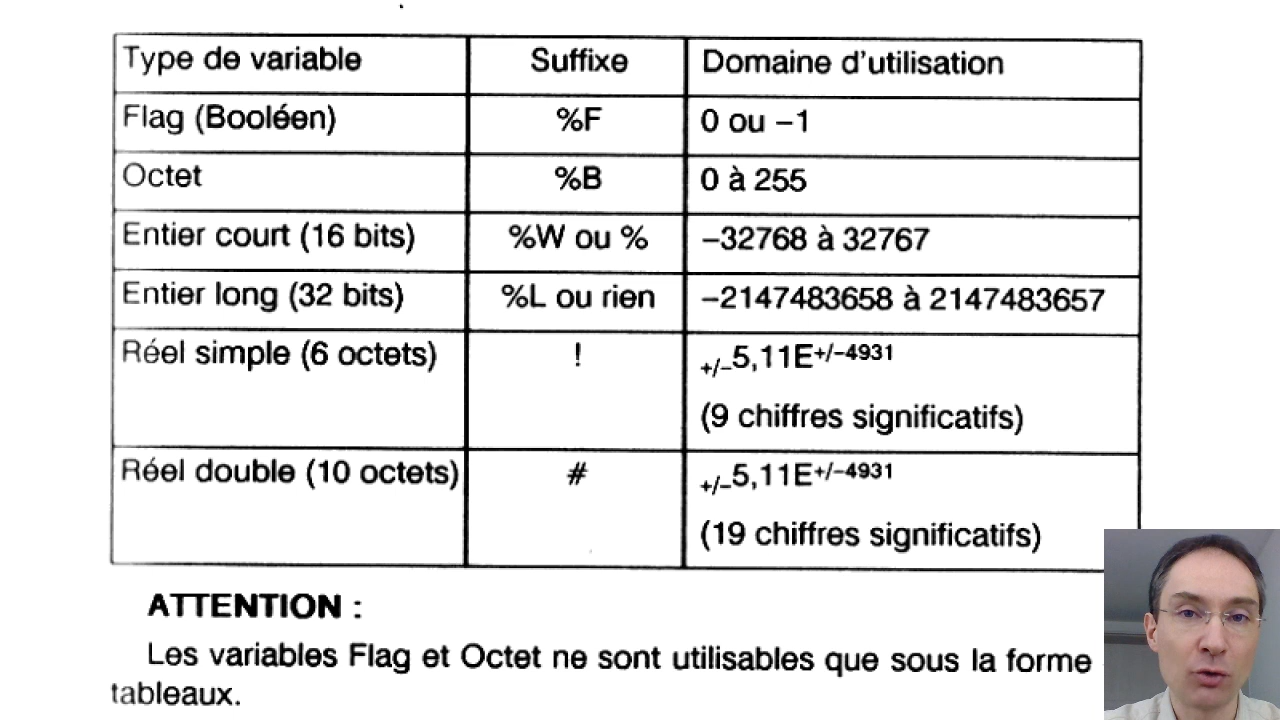 Type de variable Suffixe Domaine d'utilisation
Flag (Booléen) %F 0 ou −1
Octet %B 0 à 255
Entier court (16 bits) %W ou % −32768 à 32767
Entier long (32 bits) %L ou rien −2147483658 à 2147483657
Réel simple (6 octets) ! +/−5,11E+/−4931
(9 chiffres significatifs)
Réel double (10 octets) # +/−5,11E+/−4931
(19 chiffres significatifs)
ATTENTION :
Les variables Flag et Octet ne sont utilisables que sous la forme
tableaux.